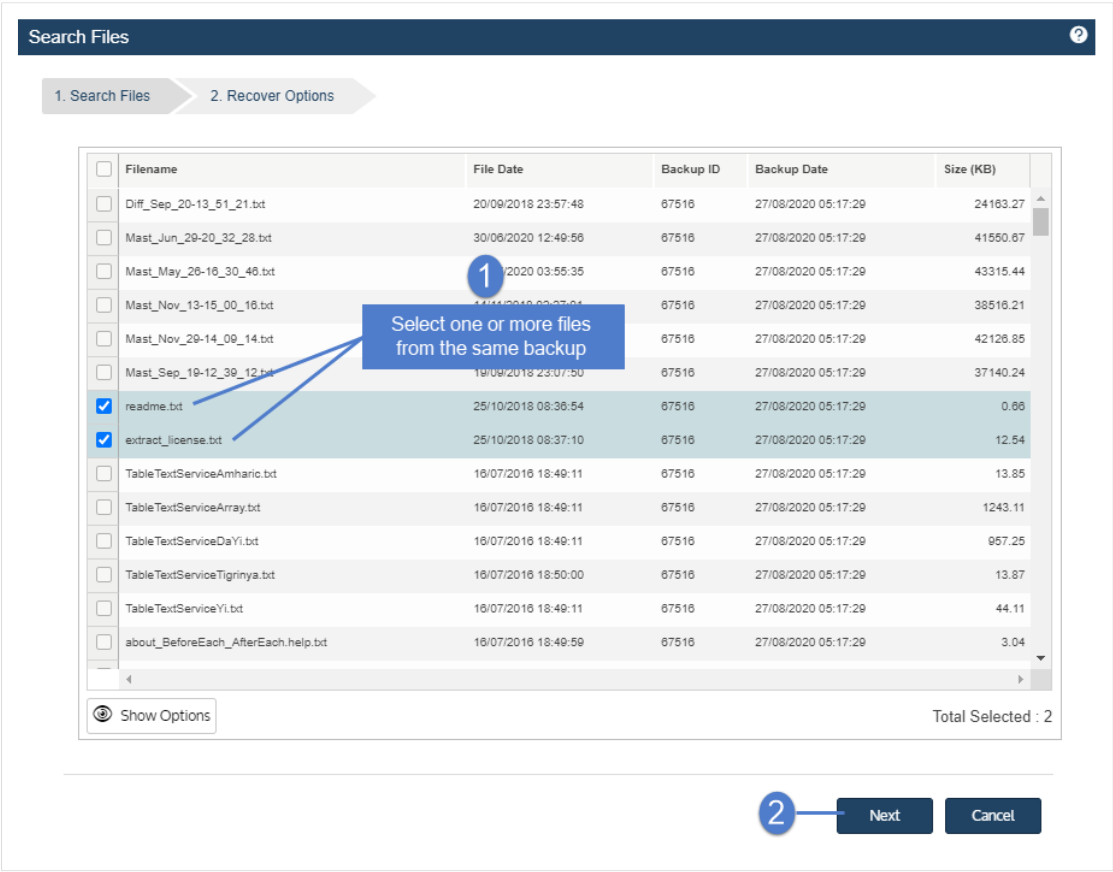 Search Files
1. Search Files 2. Recover Options
Filename File Date Backup ID Backup Date Size (KB)
Diff_Sep_20-13_51_21.txt 20/09/2018 23:57:48 67516 27/08/2020 05:17:29 24163.27
Mast_Jun_29-20_32_28.txt 30/06/2020 12:49:56 67516 27/08/2020 05:17:29 41550.67
Mast_May_26-16_30_46.txt /2020 03:55:35 67516 27/08/2020 05:17:29 43315.44
1
Mast_Nov_13-15_00_16.txt 67516 27/08/2020 05:17:29 38516.21
Select one or more files
from the same backup
Mast_Nov_29-14_09_14.txt 67516 27/08/2020 05:17:29 42126.85
Mast_Sep_19-12_39_12.txt 19/09/2018 23:07:50 67516 27/08/2020 05:17:29 37140.24
readme.txt 25/10/2018 08:36:54 67516 27/08/2020 05:17:29 0.66
extract_license.txt 25/10/2018 08:37:10 67516 27/08/2020 05:17:29 12.54
TableTextServiceAmharic.txt 16/07/2016 18:49:11 67516 27/08/2020 05:17:29 13.85
TableTextServiceArray.txt 16/07/2016 18:49:11 67516 27/08/2020 05:17:29 1243.11
TableTextServiceDaYi.txt 16/07/2016 18:49:11 67516 27/08/2020 05:17:29 957.25
TableTextServiceTigrinya.txt 16/07/2016 18:50:00 67516 27/08/2020 05:17:29 13.87
TableTextServiceYi.txt 16/07/2016 18:49:11 67516 27/08/2020 05:17:29 44.11
about_BeforeEach_AfterEach.help.txt 16/07/2016 18:49:59 67516 27/08/2020 05:17:29 3.04
Show Options Total Selected : 2
2 Next Cancel